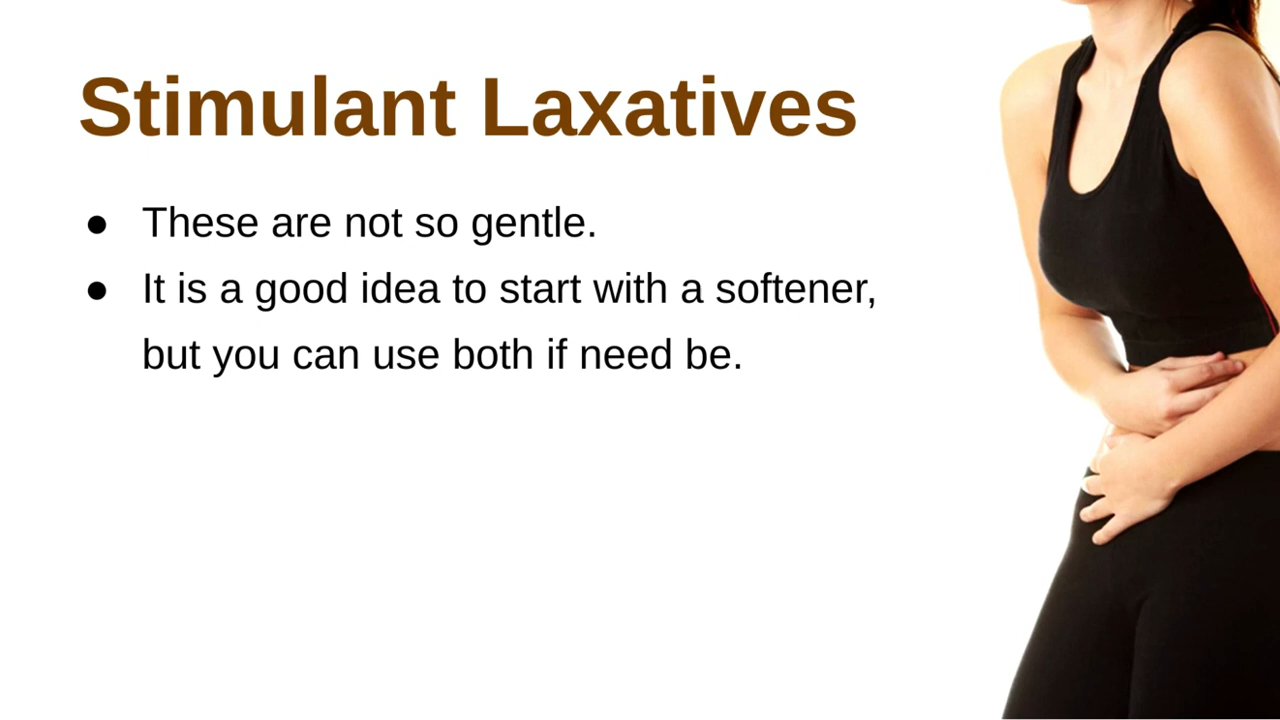 Stimulant Laxatives
● These are not so gentle.
● It is a good idea to start with a softener,
but you can use both if need be.